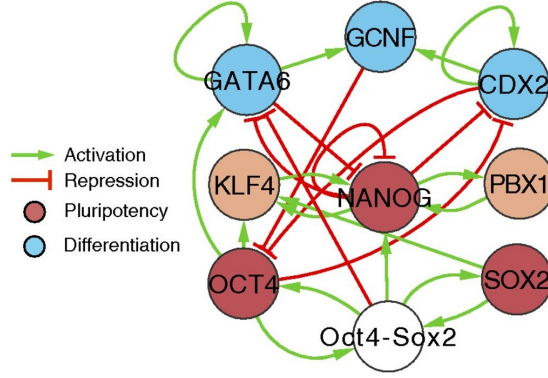 GCNF
GATA6
CDX2
Activation
Repression
Pluripotency
Differentiation
KLF4
NANOG
PBX1
OCT4
SOX2
Oct4-Sox2